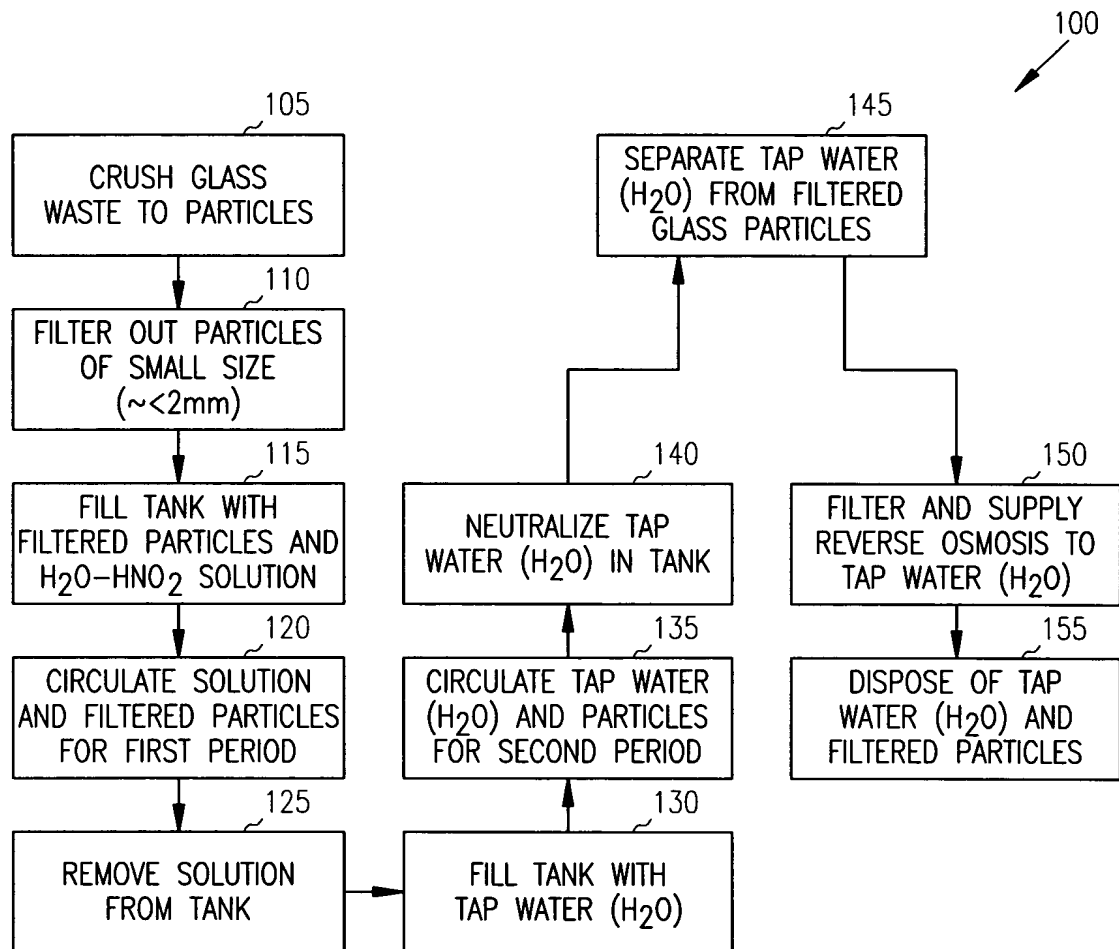 100
105
CRUSH GLASS
WASTE TO PARTICLES
110
FILTER OUT PARTICLES
OF SMALL SIZE
(~<2mm)
115
FILL TANK WITH
FILTERED PARTICLES AND
H2O-HNO2 SOLUTION
120
CIRCULATE SOLUTION
AND FILTERED PARTICLES
FOR FIRST PERIOD
125
REMOVE SOLUTION
FROM TANK
130
FILL TANK WITH
TAP WATER (H2O)
135
CIRCULATE TAP WATER
(H2O) AND PARTICLES
FOR SECOND PERIOD
140
NEUTRALIZE TAP
WATER (H2O) IN TANK
145
SEPARATE TAP WATER
(H2O) FROM FILTERED
GLASS PARTICLES
150
FILTER AND SUPPLY
REVERSE OSMOSIS TO
TAP WATER (H2O)
155
DISPOSE OF TAP
WATER (H2O) AND
FILTERED PARTICLES